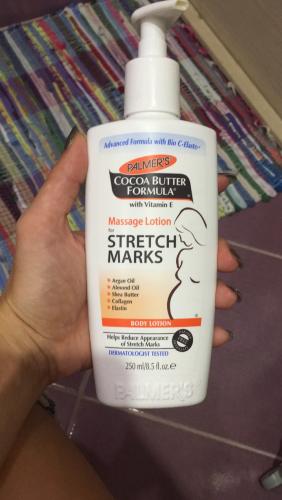 Advanced Formula with Bio C-Elaste™
PALMER'S
COCOA BUTTER
FORMULA®
with Vitamin E
Massage Lotion
for
STRETCH
MARKS
Argan Oil
Almond Oil
Shea Butter
Collagen
Elastin
BODY LOTION
Helps Reduce Appearance
of Stretch Marks
DERMATOLOGIST TESTED
250 ml/8.5 fl.oz.℮
PALMER'S